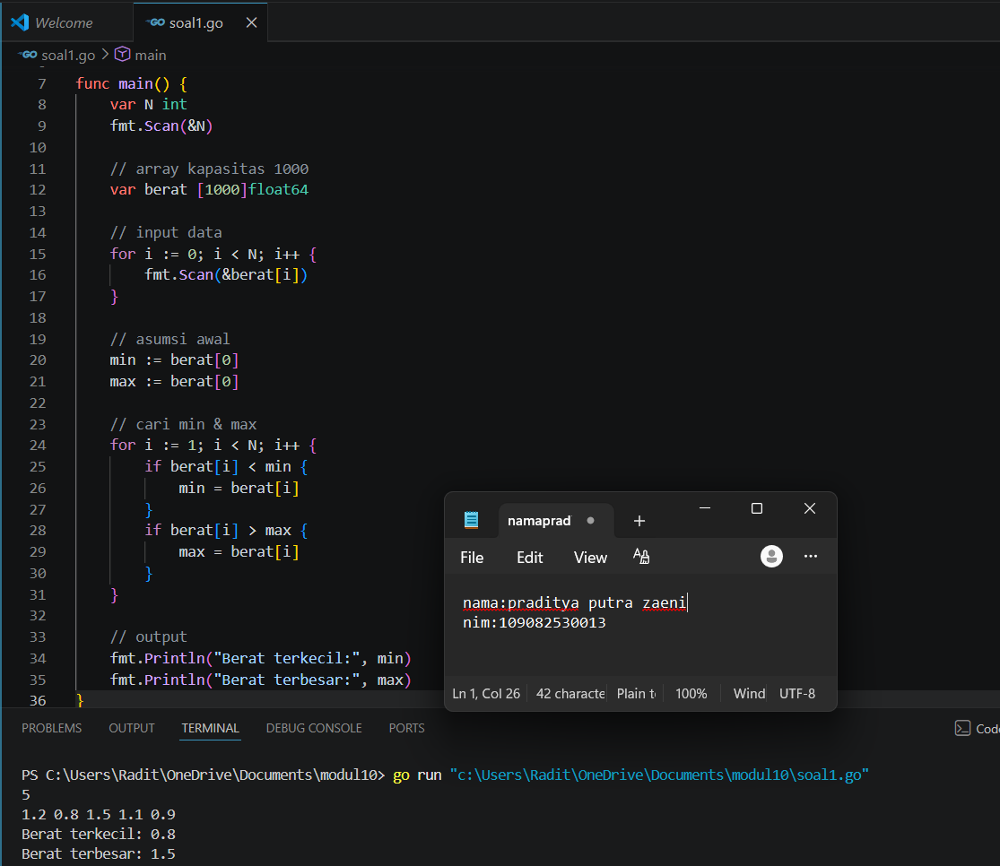 Welcome
GO soal1.go
GO soal1.go > main
7 func main() {
8 var N int
9 fmt.Scan(&N)
10
11 // array kapasitas 1000
12 var berat [1000]float64
13
14 // input data
15 for i := 0; i < N; i++ {
16 fmt.Scan(&berat[i])
17 }
18
19 // asumsi awal
20 min := berat[0]
21 max := berat[0]
22
23 // cari min & max
24 for i := 1; i < N; i++ {
25 if berat[i] < min {
26 min = berat[i]
27 }
28 if berat[i] > max {
29 max = berat[i]
30 }
31 }
32
33 // output
34 fmt.Println("Berat terkecil:", min)
35 fmt.Println("Berat terbesar:", max)
36 }
namaprad
File Edit View
nama:praditya putra zaeni
nim:109082530013
Ln 1, Col 26 42 characte Plain t 100% Wind UTF-8
PROBLEMS OUTPUT TERMINAL DEBUG CONSOLE PORTS
Code
PS C:\Users\Radit\OneDrive\Documents\modul10> go run "c:\Users\Radit\OneDrive\Documents\modul10\soal1.go"
5
1.2 0.8 1.5 1.1 0.9
Berat terkecil: 0.8
Berat terbesar: 1.5